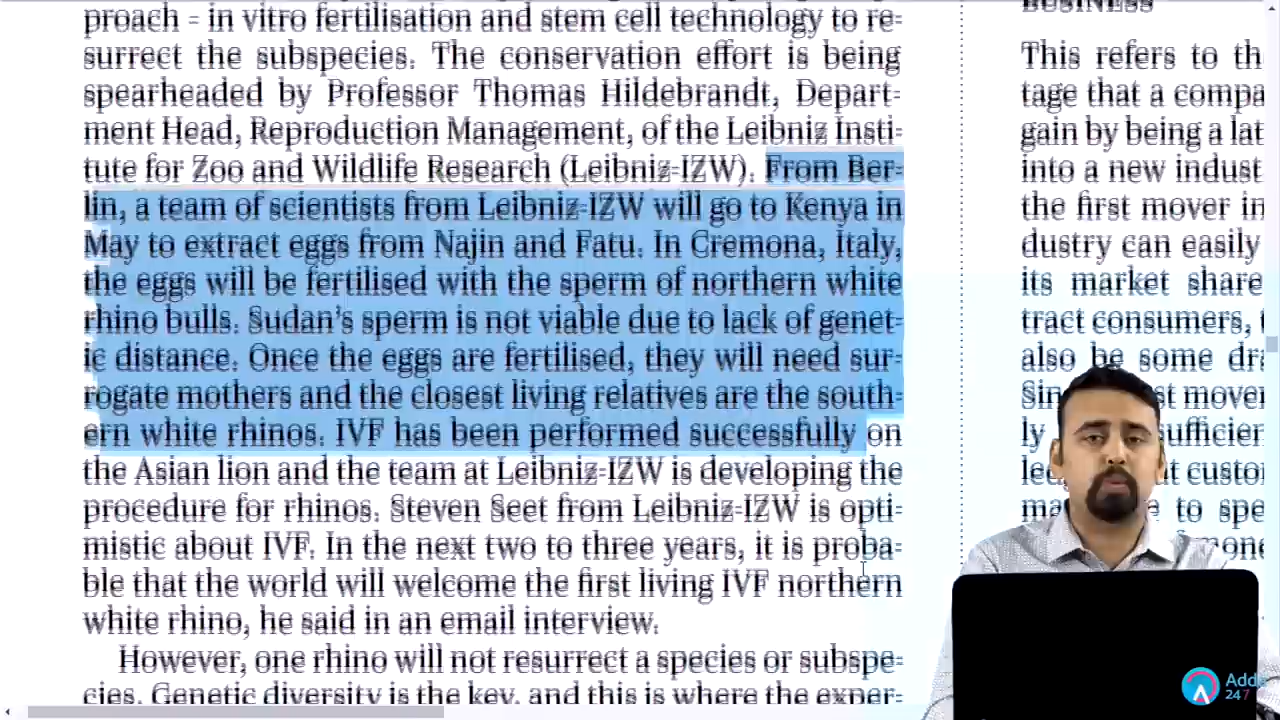 proach – in vitro fertilisation and stem cell technology to re-
surrect the subspecies. The conservation effort is being
spearheaded by Professor Thomas Hildebrandt, Depart-
ment Head, Reproduction Management, of the Leibniz Insti-
tute for Zoo and Wildlife Research (Leibniz-IZW). From Ber-
lin, a team of scientists from Leibniz-IZW will go to Kenya in
May to extract eggs from Najin and Fatu. In Cremona, Italy,
the eggs will be fertilised with the sperm of northern white
rhino bulls. Sudan's sperm is not viable due to lack of genet-
ic distance. Once the eggs are fertilised, they will need sur-
rogate mothers and the closest living relatives are the south-
ern white rhinos. IVF has been performed successfully on
the Asian lion and the team at Leibniz-IZW is developing the
procedure for rhinos. Steven Seet from Leibniz-IZW is opti-
mistic about IVF. In the next two to three years, it is proba-
ble that the world will welcome the first living IVF northern
white rhino, he said in an email interview.
However, one rhino will not resurrect a species or subspe-
cies. Genetic diversity is the key, and this is where the exper-
BUSINESS
This refers to th
tage that a compa
gain by being a lat
into a new indust
the first mover in
dustry can easily
its market share
tract consumers,
also be some dra
Sin st mover
ly sufficien
led t custo
ma to spe
mone
Adda
247